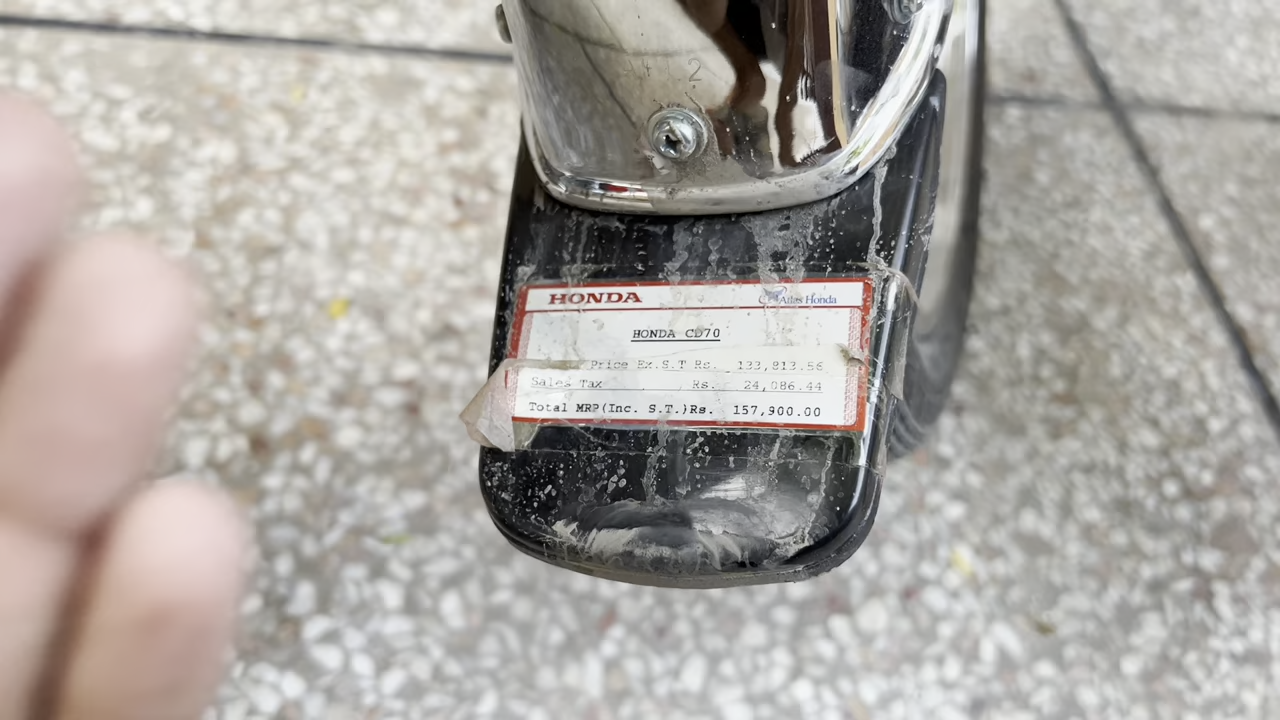 2
HONDA
Atlas Honda
HONDA CD70
Price Ex.S.T Rs. 133,813.56
Sales Tax Rs. 24,086.44
Total MRP(Inc. S.T.)Rs. 157,900.00